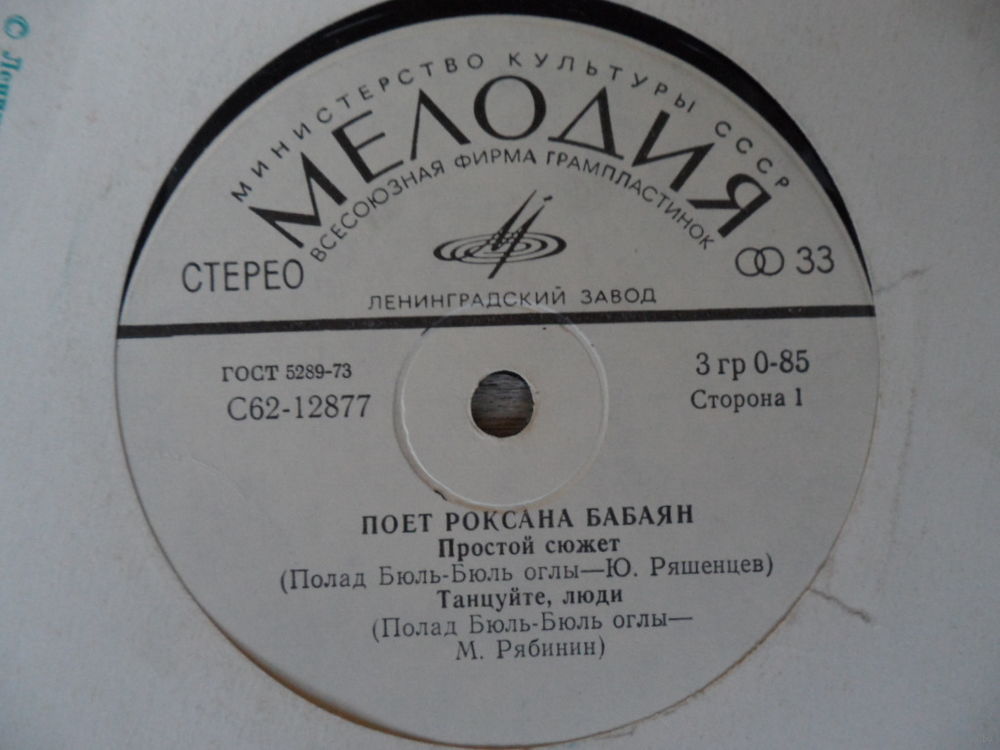 МИНИСТЕРСТВО КУЛЬТУРЫ СССР
МЕЛОДИЯ
ВСЕСОЮЗНАЯ ФИРМА ГРАМПЛАСТИНОК
СТЕРЕО
33
ЛЕНИНГРАДСКИЙ ЗАВОД
ГОСТ 5289-73
3 гр 0-85
С62-12877
Сторона 1
ПОЕТ РОКСАНА БАБАЯН
Простой сюжет
(Полад Бюль-Бюль оглы—Ю. Ряшенцев)
Танцуйте, люди
(Полад Бюль-Бюль оглы—
М. Рябинин)